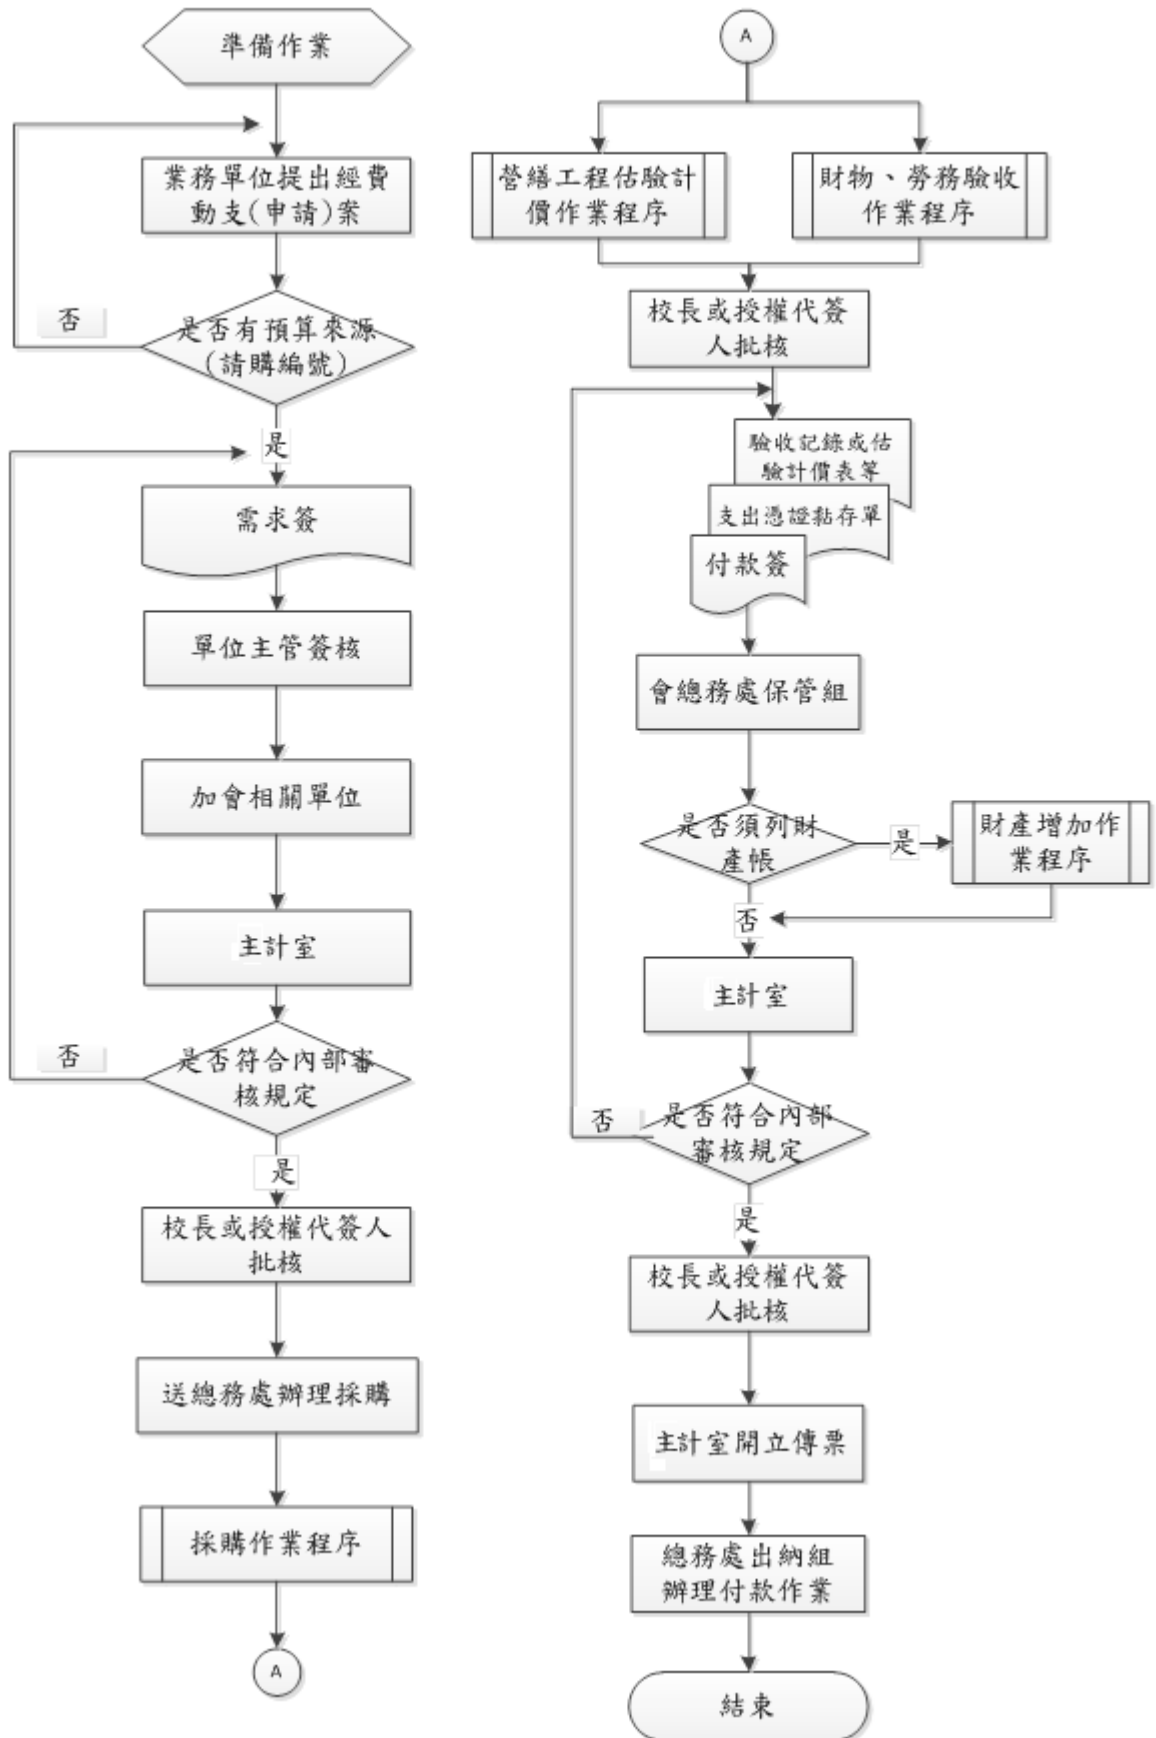 準備作業
業務單位提出經費
動支(申請)案
否
是否有預算來源
(請購編號)
是
需求簽
單位主管簽核
加會相關單位
主計室
否
是否符合內部審
核規定
是
校長或授權代簽人
批核
送總務處辦理採購
採購作業程序
A
A
營繕工程估驗計
價作業程序
財物、勞務驗收
作業程序
校長或授權代簽
人批核
驗收記錄或估
驗計價表等
支出憑證黏存單
付款簽
會總務處保管組
是否須列財
產帳
是
財產增加作
業程序
否
主計室
否
是否符合內部
審核規定
是
校長或授權代簽
人批核
主計室開立傳票
總務處出納組
辦理付款作業
結束